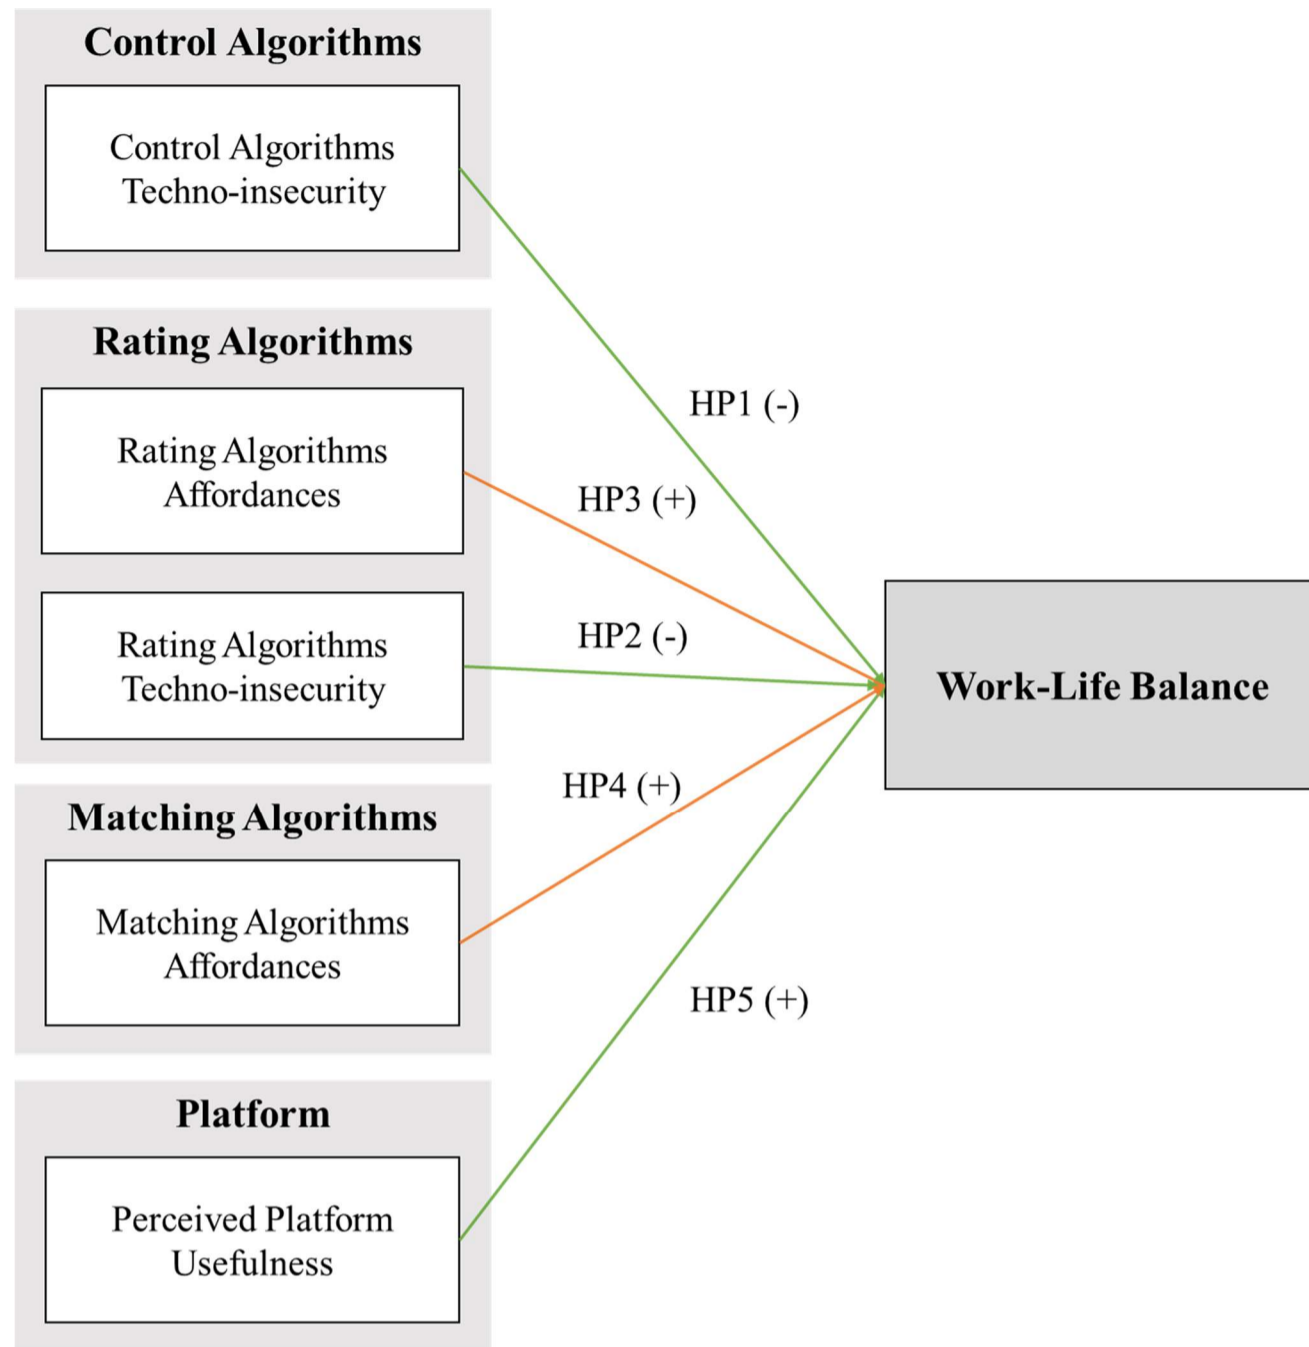 Control Algorithms
Control Algorithms
Techno-insecurity
Rating Algorithms
Rating Algorithms
Affordances
Rating Algorithms
Techno-insecurity
Matching Algorithms
Matching Algorithms
Affordances
Platform
Perceived Platform
Usefulness
HP1 (-)
HP3 (+)
HP2 (-)
HP4 (+)
HP5 (+)
Work-Life Balance